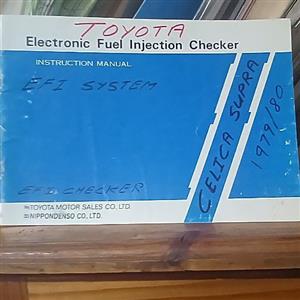 TOYOTA
Electronic Fuel Injection Checker
INSTRUCTION MANUAL
EFI SYSTEM
CELICA SUPRA
1979/80
EFI CHECKER
TOYOTA MOTOR SALES CO., LTD.
NIPPONDENSO CO., LTD.